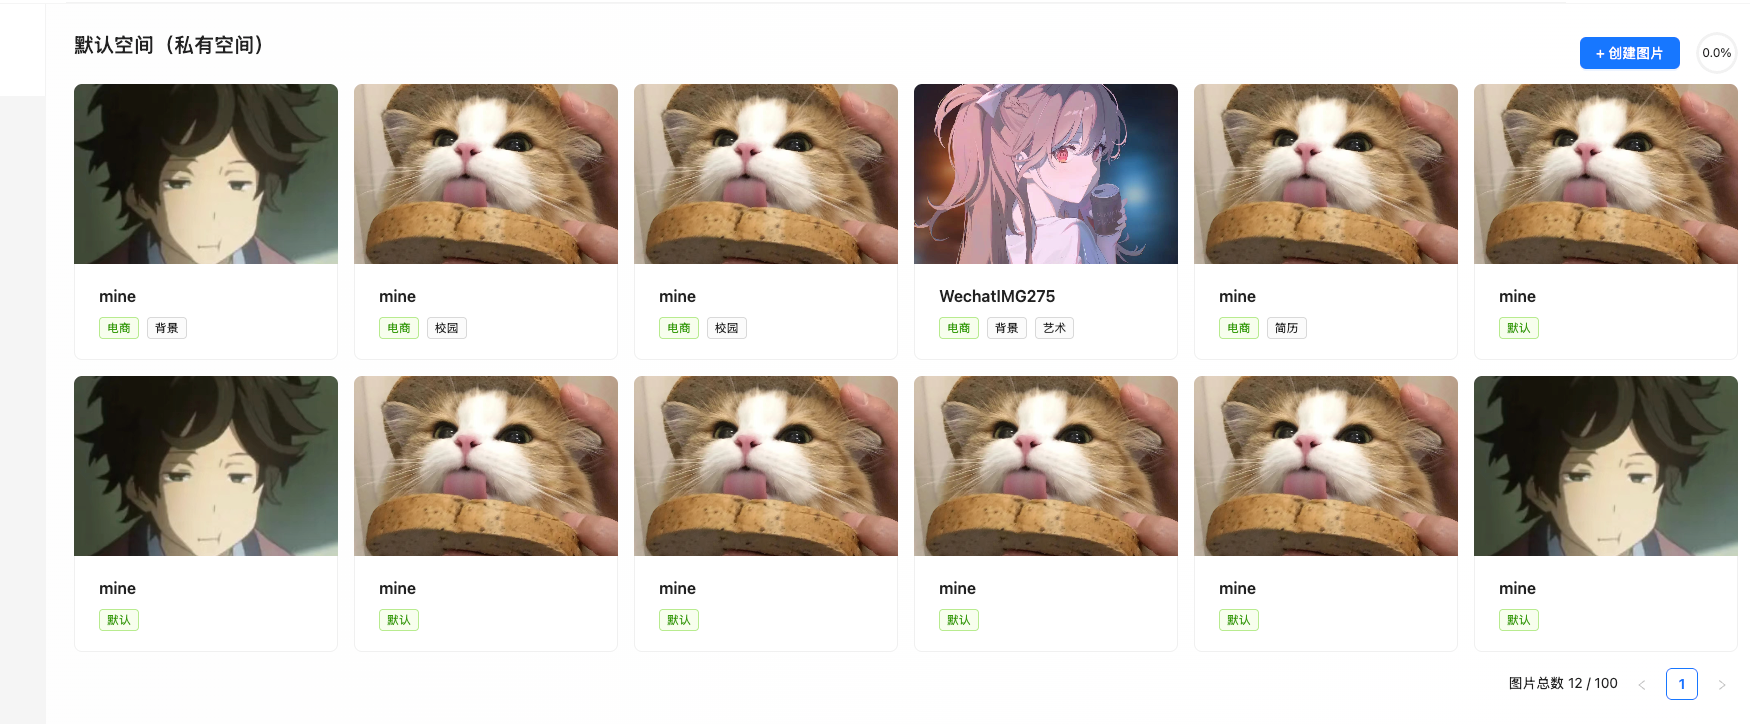 默认空间（私有空间）
+ 创建图片
0.0%
mine
电商 背景
mine
电商 校园
mine
电商 校园
WechatIMG275
电商 背景 艺术
mine
电商 简历
mine
默认
mine
默认
mine
默认
mine
默认
mine
默认
mine
默认
mine
默认
图片总数 12 / 100 < 1 >